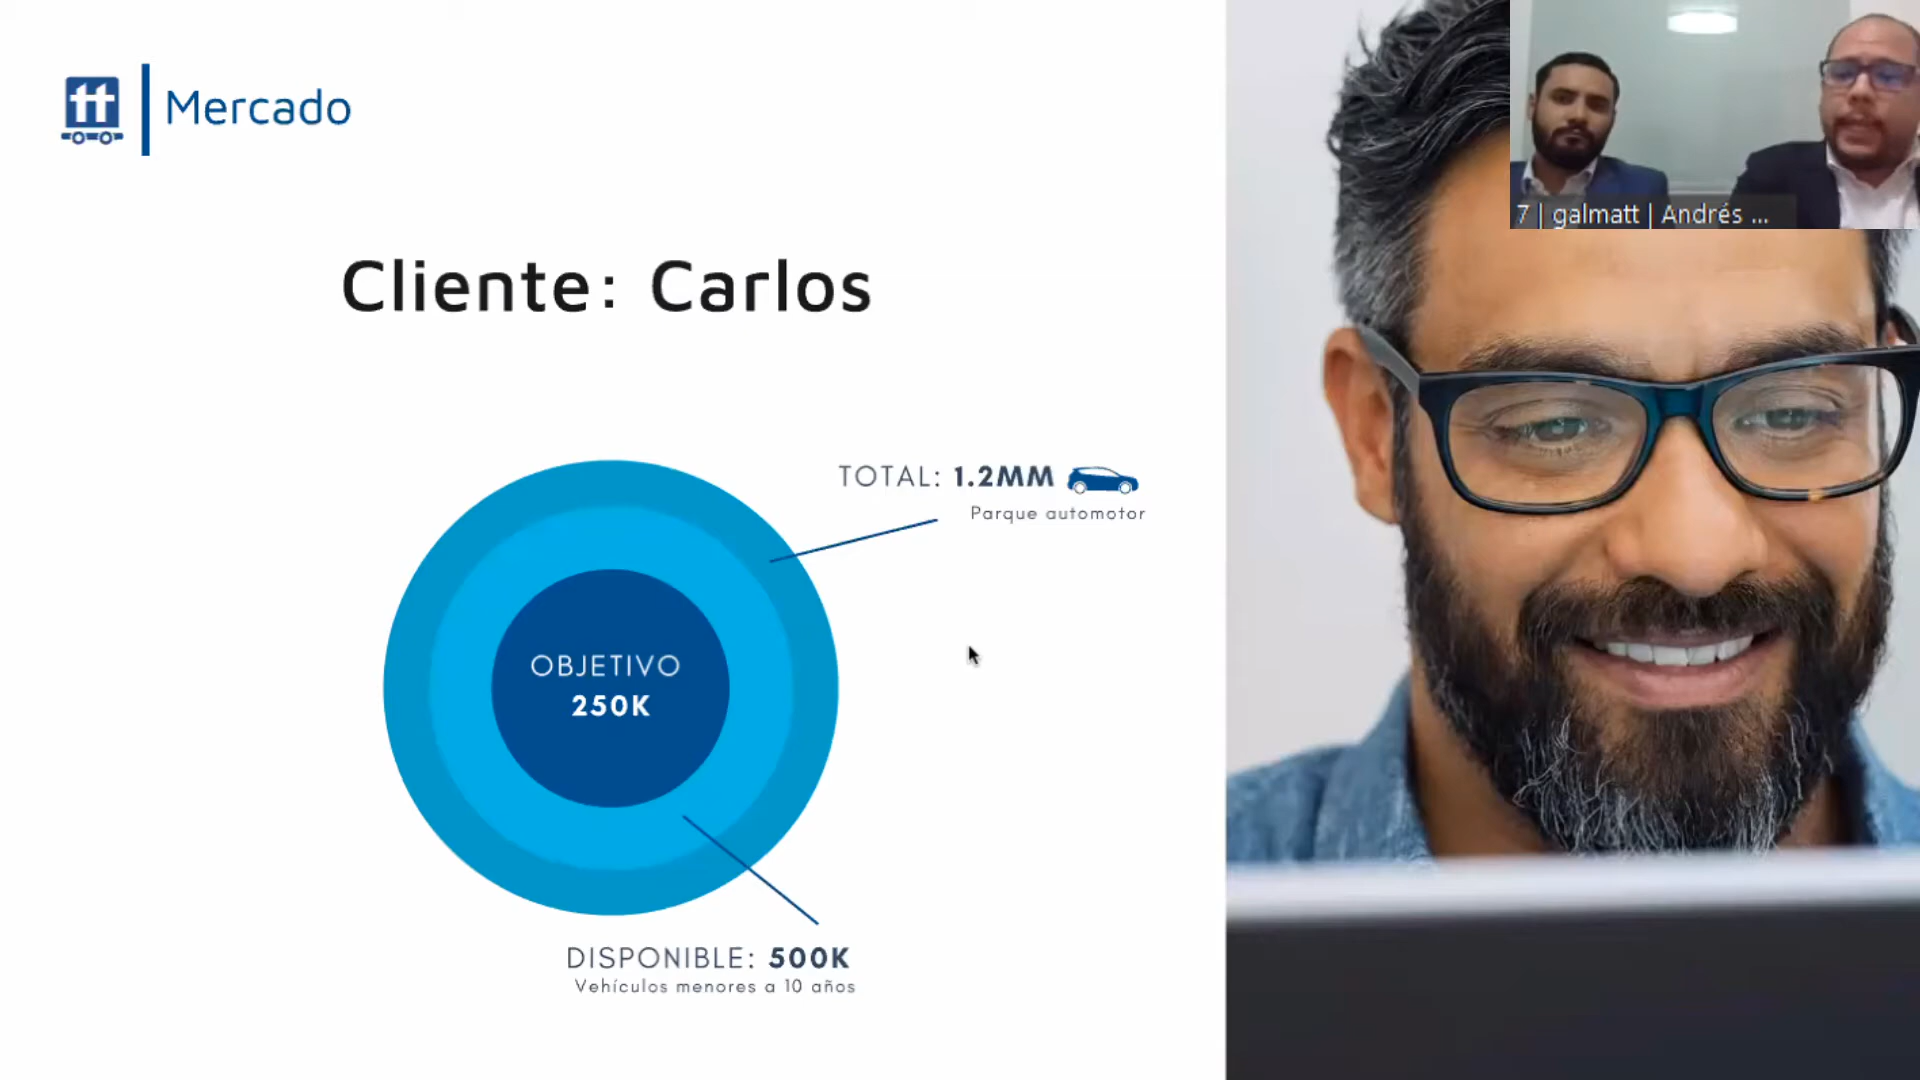 tt
Mercado
7 | galmatt | Andrés ...
Cliente: Carlos
TOTAL: 1.2MM
Parque automotor
OBJETIVO
250K
DISPONIBLE: 500K
Vehículos menores a 10 años